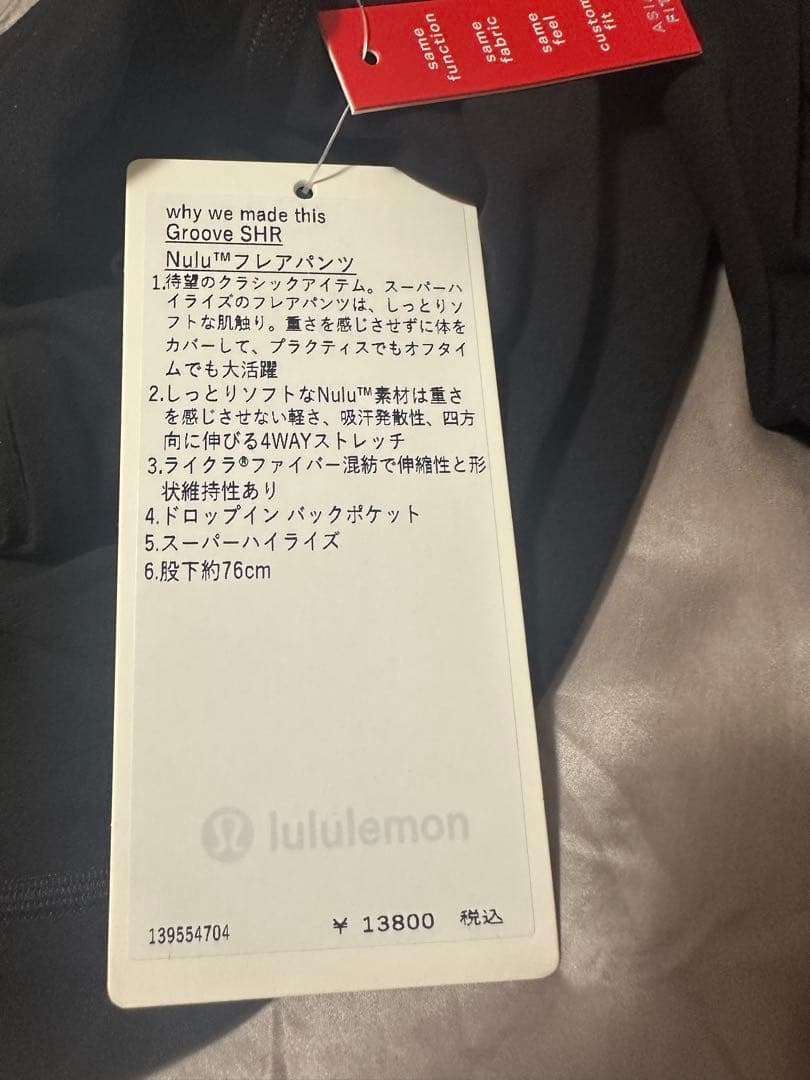 same
function
same
fabric
same
feel
custom
fit
why we made this
Groove SHR
Nulu™フレアパンツ
1.待望のクラシックアイテム。スーパーハ
イライズのフレアパンツは、しっとりソ
フトな肌触り。重さを感じさせずに体を
カバーして、プラクティスでもオフタイ
ムでも大活躍
2.しっとりソフトなNulu™素材は重さ
を感じさせない軽さ、吸汗発散性、四方
向に伸びる4WAYストレッチ
3.ライクラ®ファイバー混紡で伸縮性と形
状維持性あり
4.ドロップイン バックポケット
5.スーパーハイライズ
6.股下約76cm
lululemon
139554704 ¥ 13800 税込